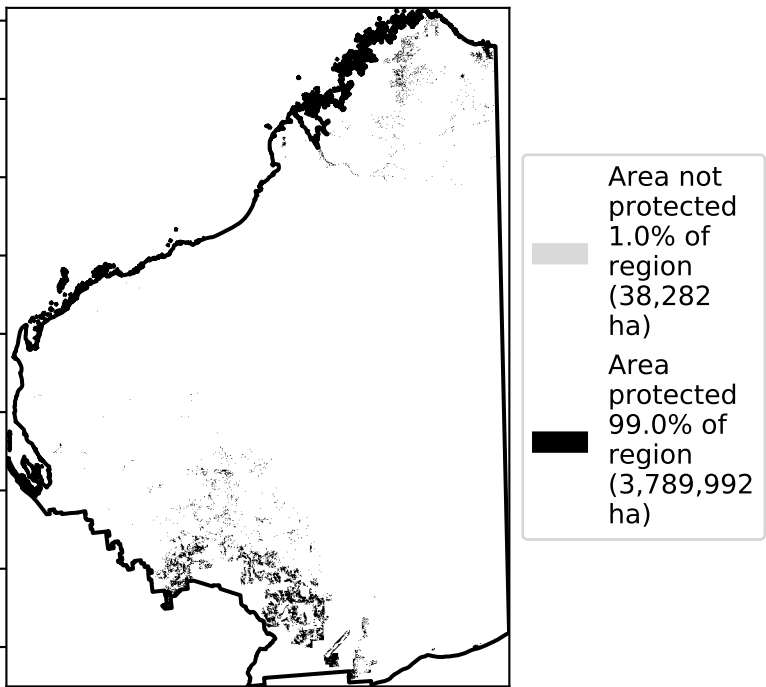 Area not
protected
1.0% of
region
(38,282
ha)
Area
protected
99.0% of
region
(3,789,992
ha)